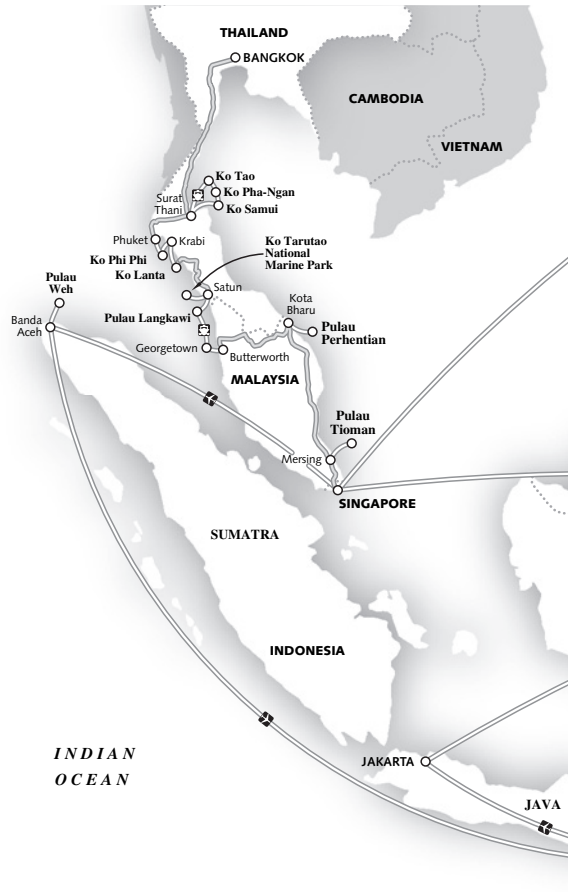 THAILAND
BANGKOK
CAMBODIA
VIETNAM
Ko Tao
Ko Pha-Ngan
Surat
Thani
Ko Samui
Phuket
Krabi
Ko Tarutao
National
Marine Park
Ko Phi Phi
Ko Lanta
Pulau
Weh
Satun
Kota
Bharu
Pulau Langkawi
Banda
Aceh
Pulau
Perhentian
Georgetown
Butterworth
MALAYSIA
Pulau
Tioman
Mersing
SINGAPORE
SUMATRA
INDONESIA
INDIAN
OCEAN
JAKARTA
JAVA